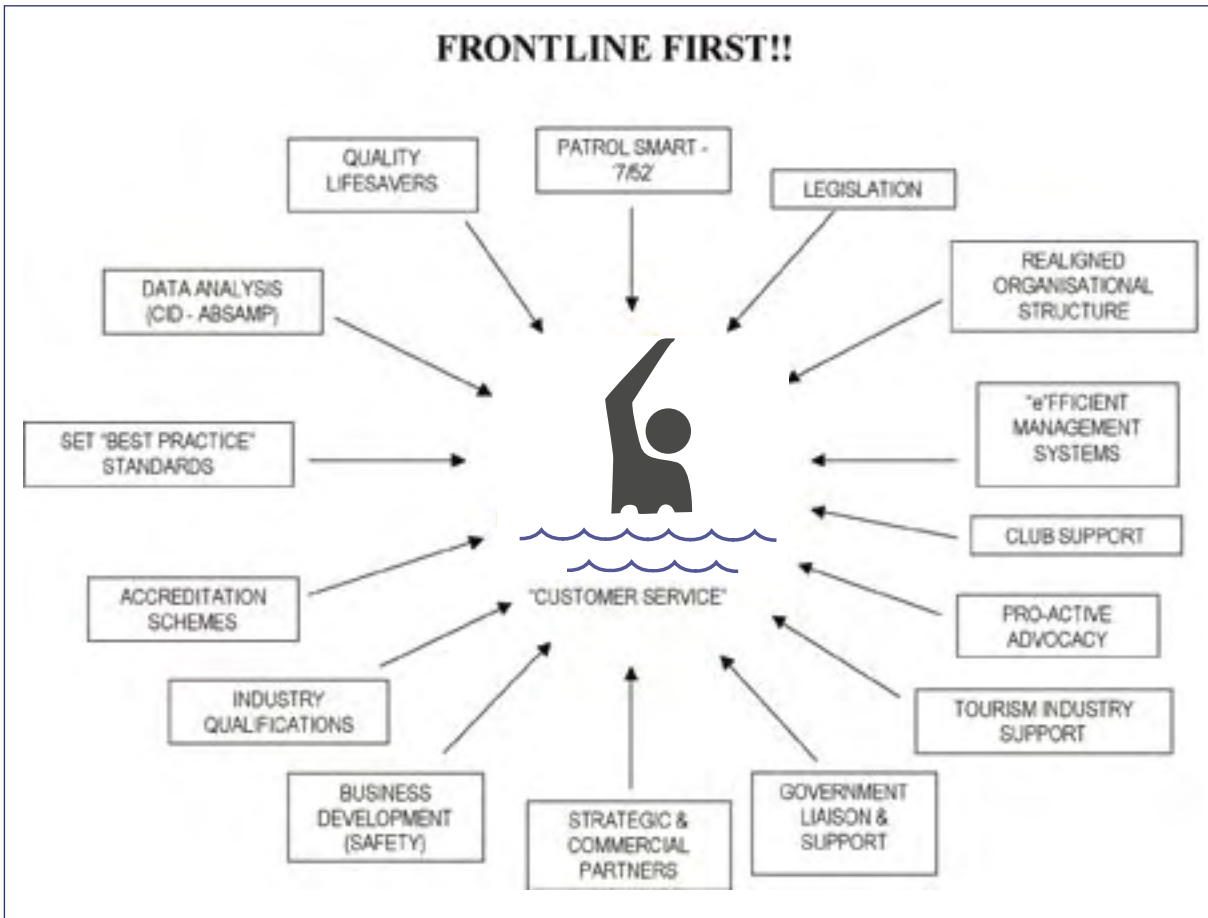 FRONTLINE FIRST!!
QUALITY
LIFESAVERS
PATROL SMART -
'7/52'
LEGISLATION
REALIGNED
ORGANISATIONAL
STRUCTURE
DATA ANALYSIS
(CID - ABSAMP)
"e"FFICIENT
MANAGEMENT
SYSTEMS
SET "BEST PRACTICE"
STANDARDS
CLUB SUPPORT
ACCREDITATION
SCHEMES
"CUSTOMER SERVICE"
PRO-ACTIVE
ADVOCACY
INDUSTRY
QUALIFICATIONS
TOURISM INDUSTRY
SUPPORT
BUSINESS
DEVELOPMENT
(SAFETY)
STRATEGIC &
COMMERCIAL
PARTNERS
GOVERNMENT
LIAISON &
SUPPORT